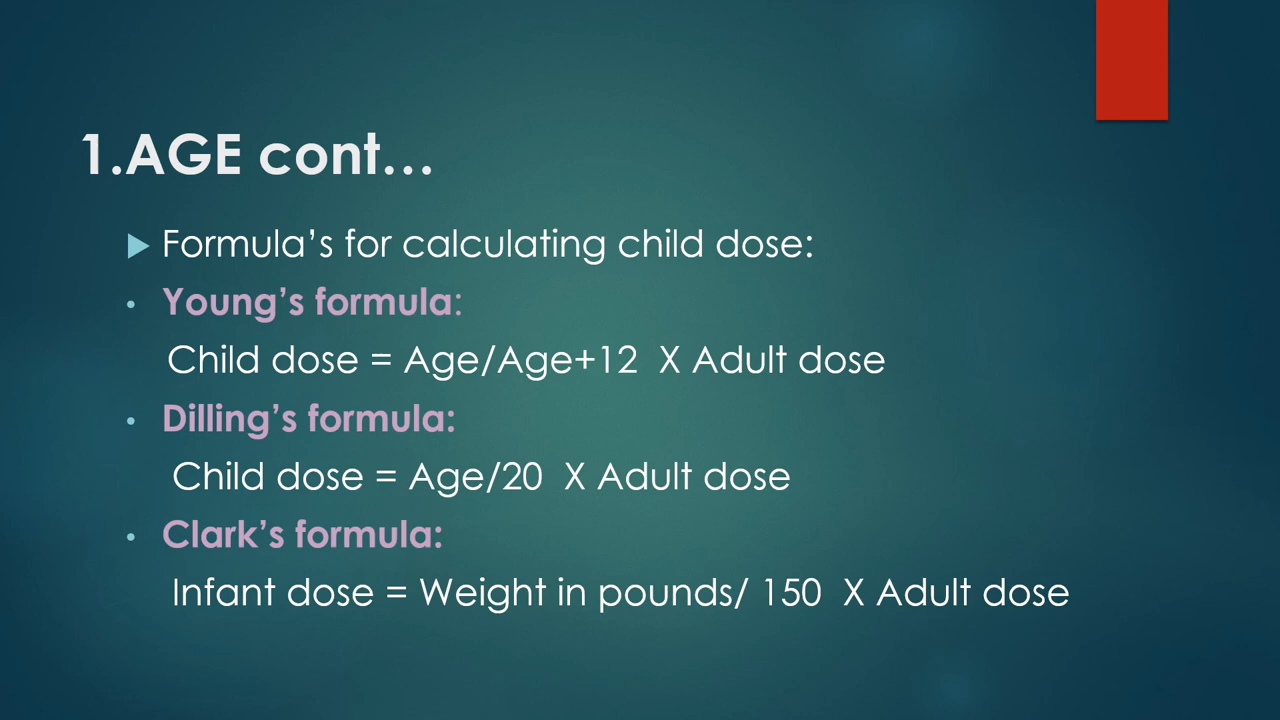 1.AGE cont...
Formula's for calculating child dose:
• Young's formula:
Child dose = Age/Age+12 X Adult dose
• Dilling's formula:
Child dose = Age/20 X Adult dose
• Clark's formula:
Infant dose = Weight in pounds/ 150 X Adult dose